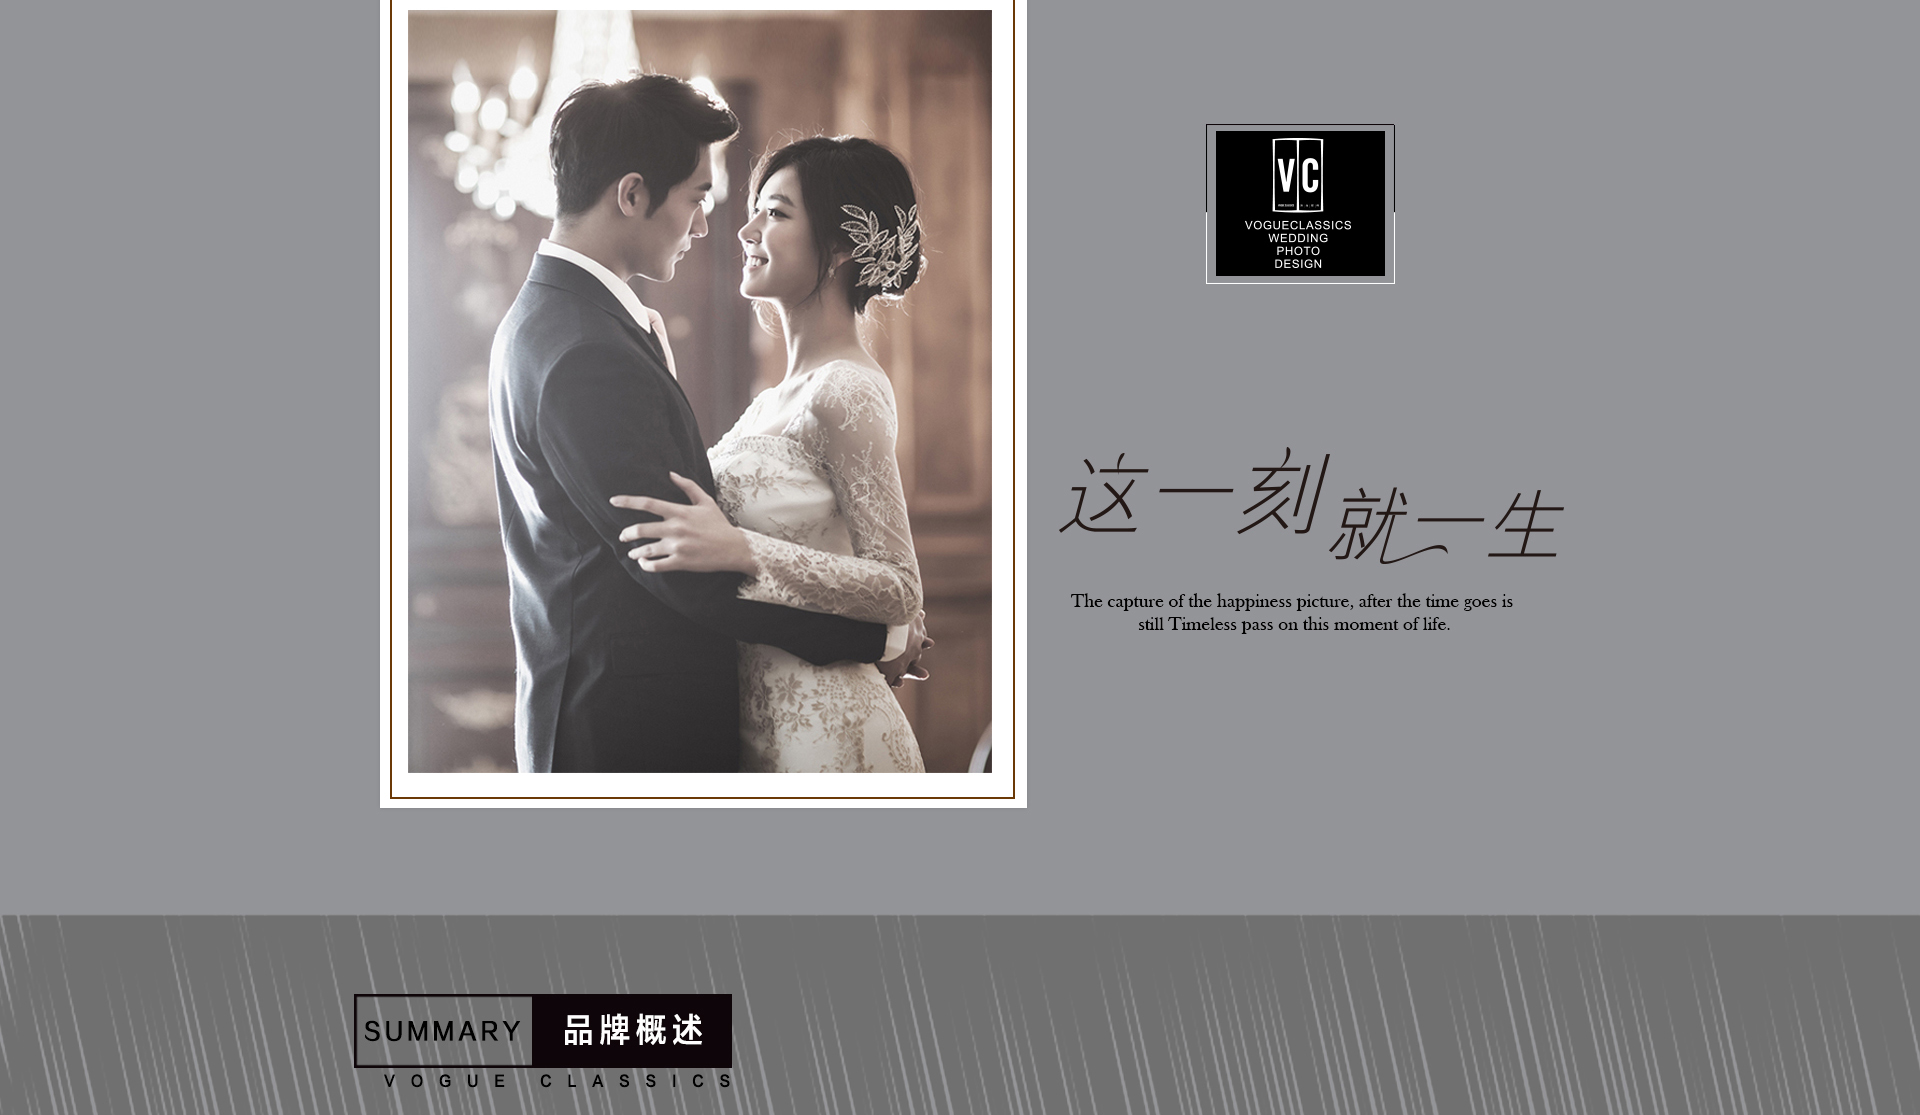 VC
VOGUECLASSICS
WEDDING
PHOTO
DESIGN
这一刻就一生
The capture of the happiness picture, after the time goes is
still Timeless pass on this moment of life.
SUMMARY 品牌概述
VOGUE CLASSICS